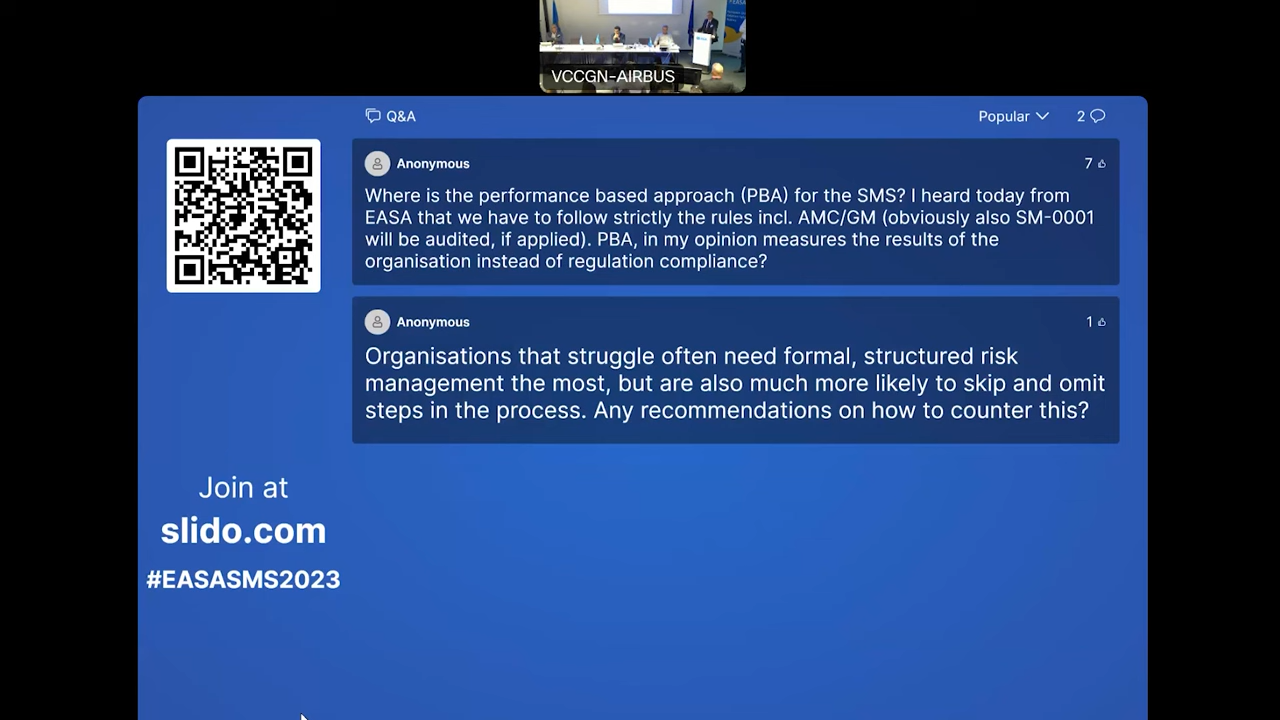 VCCGN-AIRBUS
Q&A
Popular
2
Anonymous
7
Where is the performance based approach (PBA) for the SMS? I heard today from
EASA that we have to follow strictly the rules incl. AMC/GM (obviously also SM-0001
will be audited, if applied). PBA, in my opinion measures the results of the
organisation instead of regulation compliance?
Anonymous
1
Organisations that struggle often need formal, structured risk
management the most, but are also much more likely to skip and omit
steps in the process. Any recommendations on how to counter this?
Join at
slido.com
#EASASMS2023